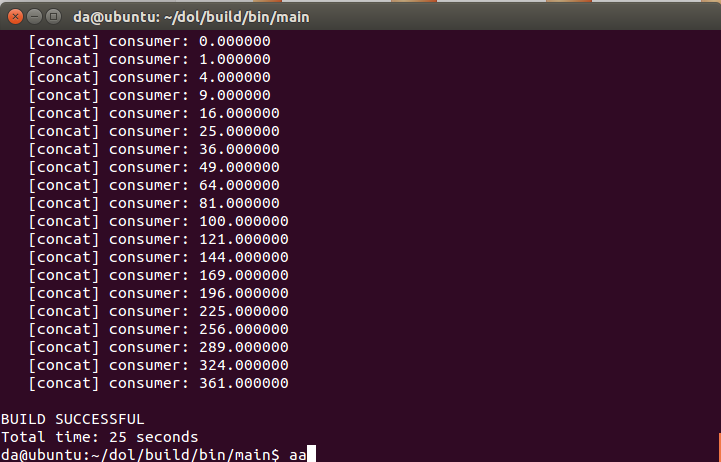 da@ubuntu: ~/dol/build/bin/main
[concat] consumer: 0.000000
[concat] consumer: 1.000000
[concat] consumer: 4.000000
[concat] consumer: 9.000000
[concat] consumer: 16.000000
[concat] consumer: 25.000000
[concat] consumer: 36.000000
[concat] consumer: 49.000000
[concat] consumer: 64.000000
[concat] consumer: 81.000000
[concat] consumer: 100.000000
[concat] consumer: 121.000000
[concat] consumer: 144.000000
[concat] consumer: 169.000000
[concat] consumer: 196.000000
[concat] consumer: 225.000000
[concat] consumer: 256.000000
[concat] consumer: 289.000000
[concat] consumer: 324.000000
[concat] consumer: 361.000000
BUILD SUCCESSFUL
Total time: 25 seconds
da@ubuntu:~/dol/build/bin/main$ aa